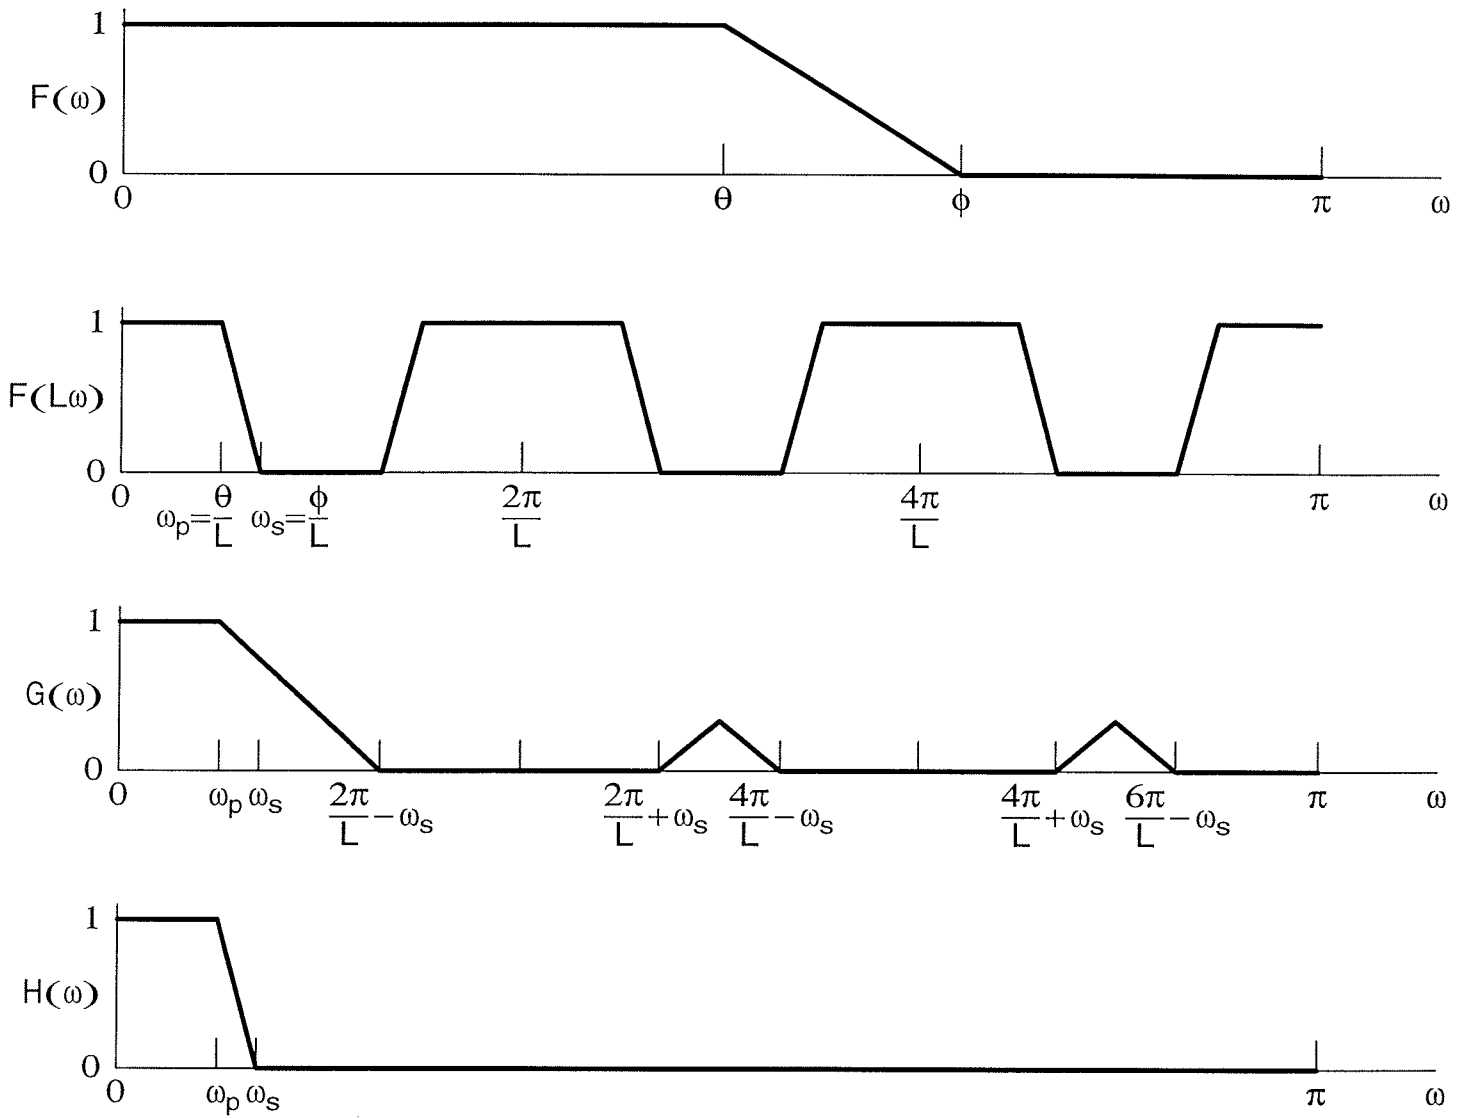 1
F(ω)
0
0 θ ϕ π ω
1
F(Lω)
0
0 ωp=θ/L ωs=ϕ/L 2π/L 4π/L π ω
1
G(ω)
0
0 ωp ωs 2π/L−ωs 2π/L+ωs 4π/L−ωs 4π/L+ωs 6π/L−ωs π ω
1
H(ω)
0
0 ωp ωs π ω